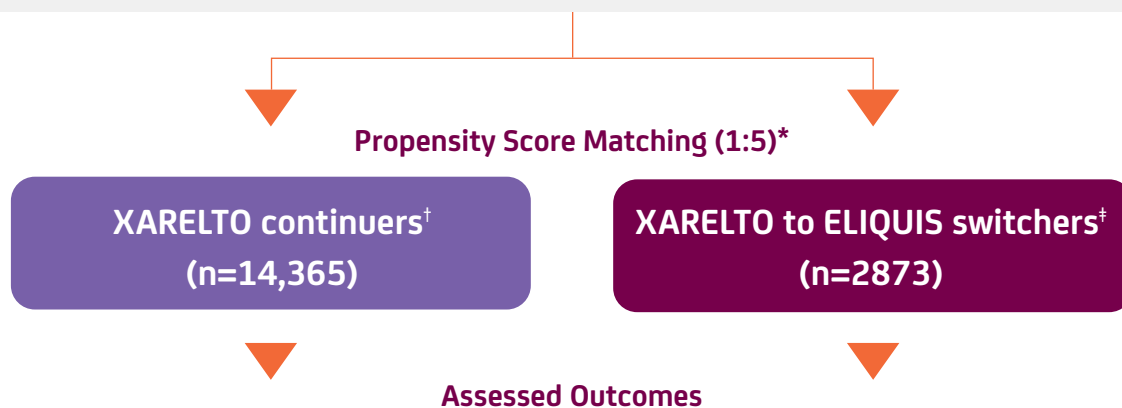 Propensity Score Matching (1:5)*
XARELTO continuers†
(n=14,365)
XARELTO to ELIQUIS switchers‡
(n=2873)
Assessed Outcomes